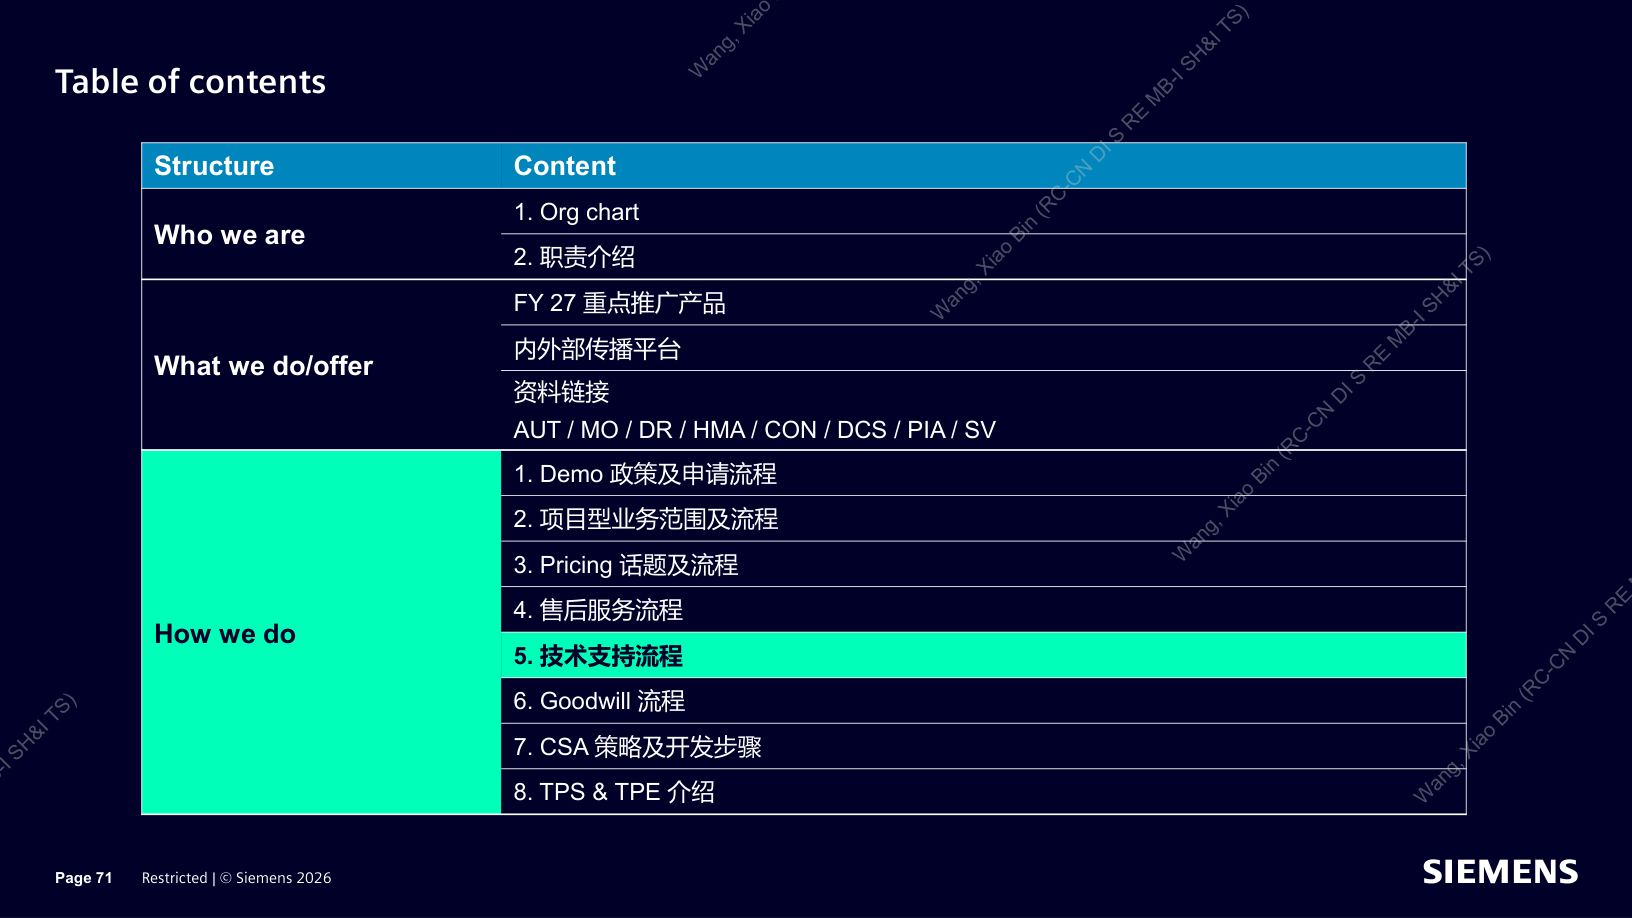 Table of contents
Structure
Content
Who we are
1. Org chart
2. 职责介绍
What we do/offer
FY 27 重点推广产品
内外部传播平台
资料链接
AUT / MO / DR / HMA / CON / DCS / PIA / SV
How we do
1. Demo 政策及申请流程
2. 项目型业务范围及流程
3. Pricing 话题及流程
4. 售后服务流程
5. 技术支持流程
6. Goodwill 流程
7. CSA 策略及开发步骤
8. TPS & TPE 介绍
Page 71
Restricted | © Siemens 2026
SIEMENS
Wang, Xiao
Wang, Xiao Bin (RC-CN DI S RE MB-I SH&I TS)
Wang, Xiao Bin (RC-CN DI S RE MB-I SH&I TS)
Wang, Xiao Bin (RC-CN DI S RE
-I SH&I TS)